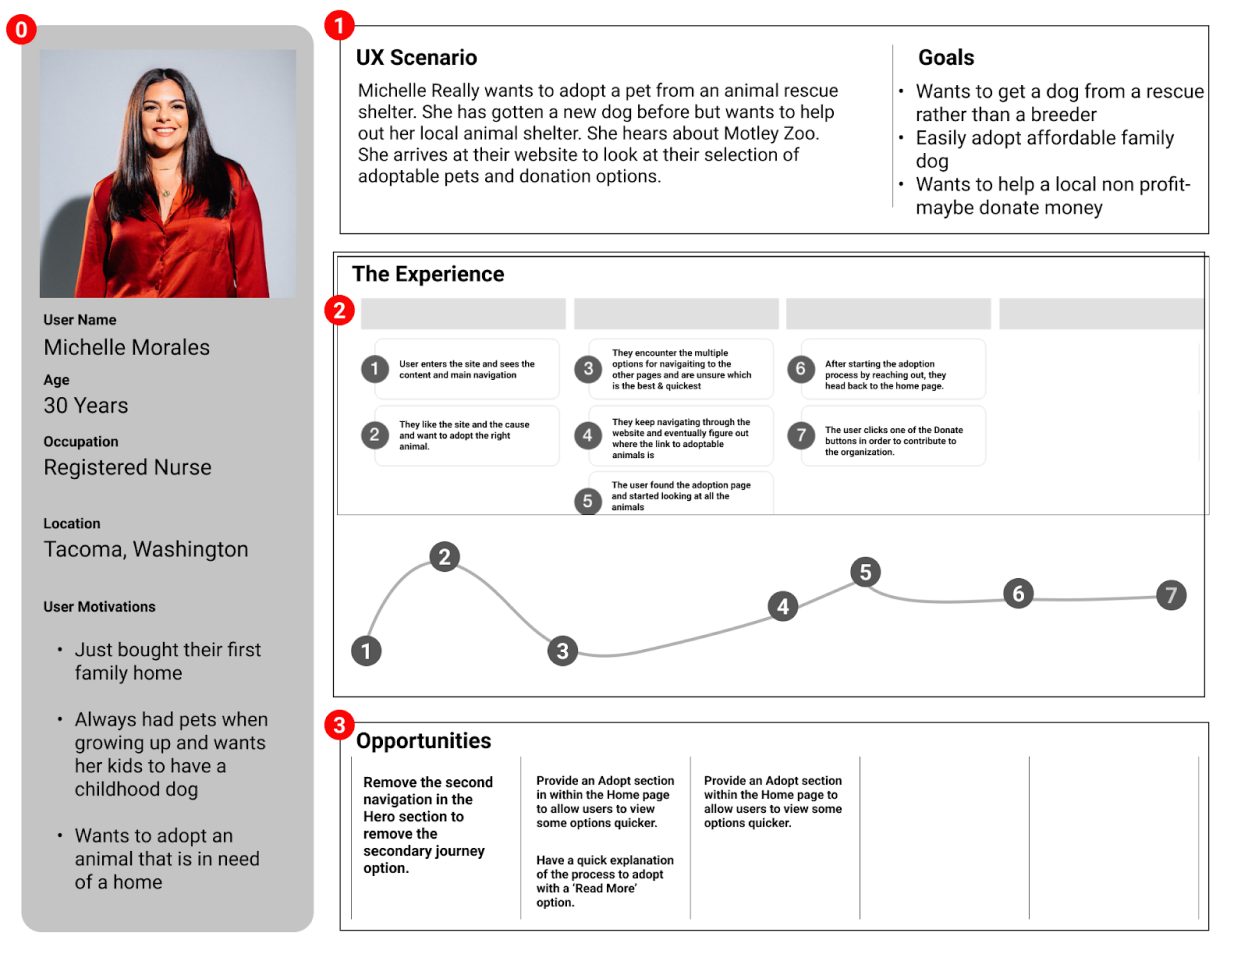 0
User Name
Michelle Morales
Age
30 Years
Occupation
Registered Nurse
Location
Tacoma, Washington
User Motivations
• Just bought their first
family home
• Always had pets when
growing up and wants
her kids to have a
childhood dog
• Wants to adopt an
animal that is in need
of a home
1
UX Scenario
Michelle Really wants to adopt a pet from an animal rescue
shelter. She has gotten a new dog before but wants to help
out her local animal shelter. She hears about Motley Zoo.
She arrives at their website to look at their selection of
adoptable pets and donation options.
Goals
• Wants to get a dog from a rescue
rather than a breeder
• Easily adopt affordable family
dog
• Wants to help a local non profit-
maybe donate money
2
The Experience
1
User enters the site and sees the
content and main navigation
2
They like the site and the cause
and want to adopt the right
animal.
3
They encounter the multiple
options for navigaiting to the
other pages and are unsure which
is the best & quickest
4
They keep navigating through the
website and eventually figure out
where the link to adoptable
animals is
5
The user found the adoption page
and started looking at all the
animals
6
After starting the adoption
process by reaching out, they
head back to the home page.
7
The user clicks one of the Donate
buttons in order to contribute to
the organization.
1
2
3
4
5
6
7
3
Opportunities
Remove the second
navigation in the
Hero section to
remove the
secondary journey
option.
Provide an Adopt section
in within the Home page
to allow users to view
some options quicker.
Have a quick explanation
of the process to adopt
with a ‘Read More’
option.
Provide an Adopt section
within the Home page to
allow users to view some
options quicker.